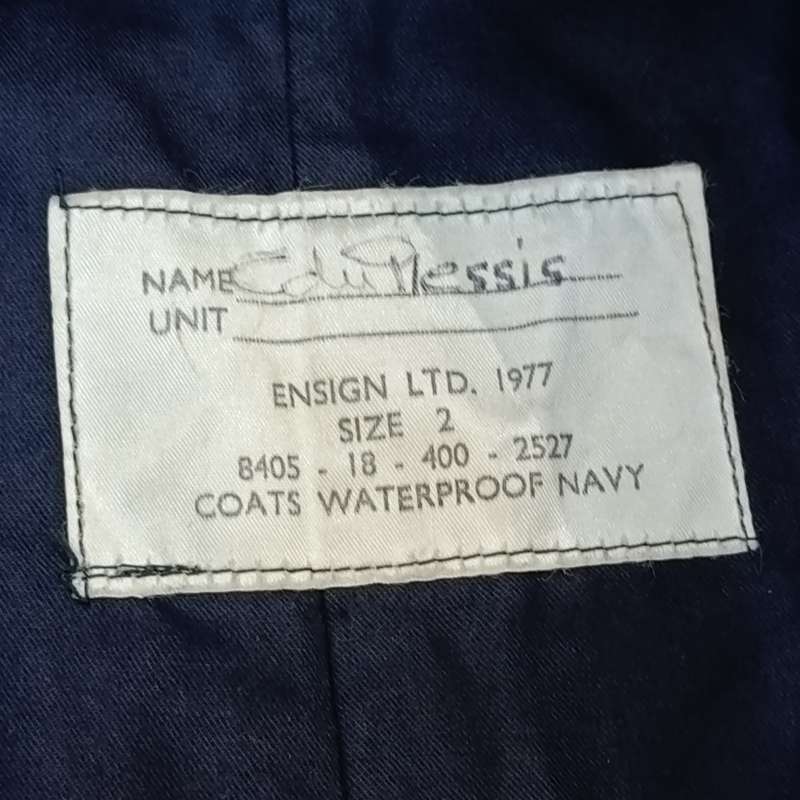 NAME C du Plessis
UNIT
ENSIGN LTD. 1977
SIZE 2
8405 - 18 - 400 - 2527
COATS WATERPROOF NAVY